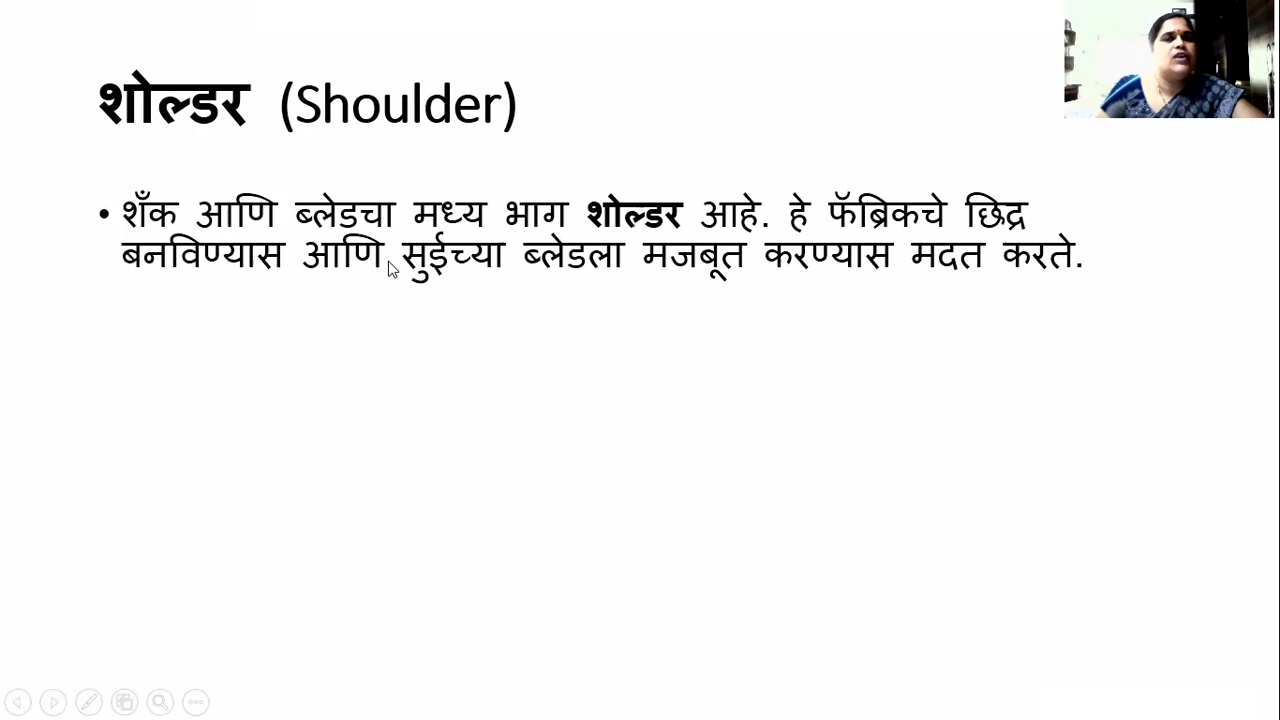 शोल्डर (Shoulder)
• शँक आणि ब्लेडचा मध्य भाग शोल्डर आहे. हे फॅब्रिकचे छिद्र
बनविण्यास आणि सुईच्या ब्लेडला मजबूत करण्यास मदत करते.